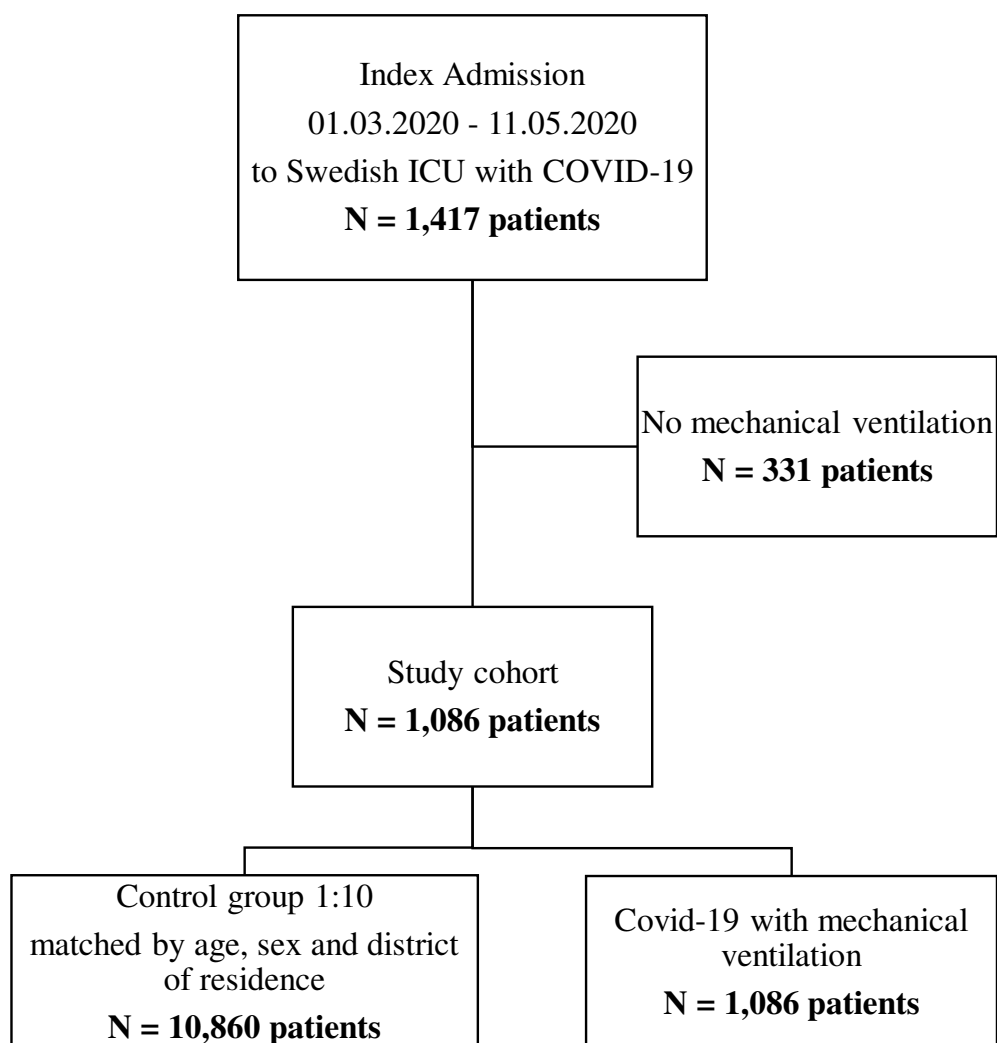 Index Admission
01.03.2020 - 11.05.2020
to Swedish ICU with COVID-19
N = 1,417 patients
No mechanical ventilation
N = 331 patients
Study cohort
N = 1,086 patients
Control group 1:10
matched by age, sex and district
of residence
N = 10,860 patients
Covid-19 with mechanical
ventilation
N = 1,086 patients